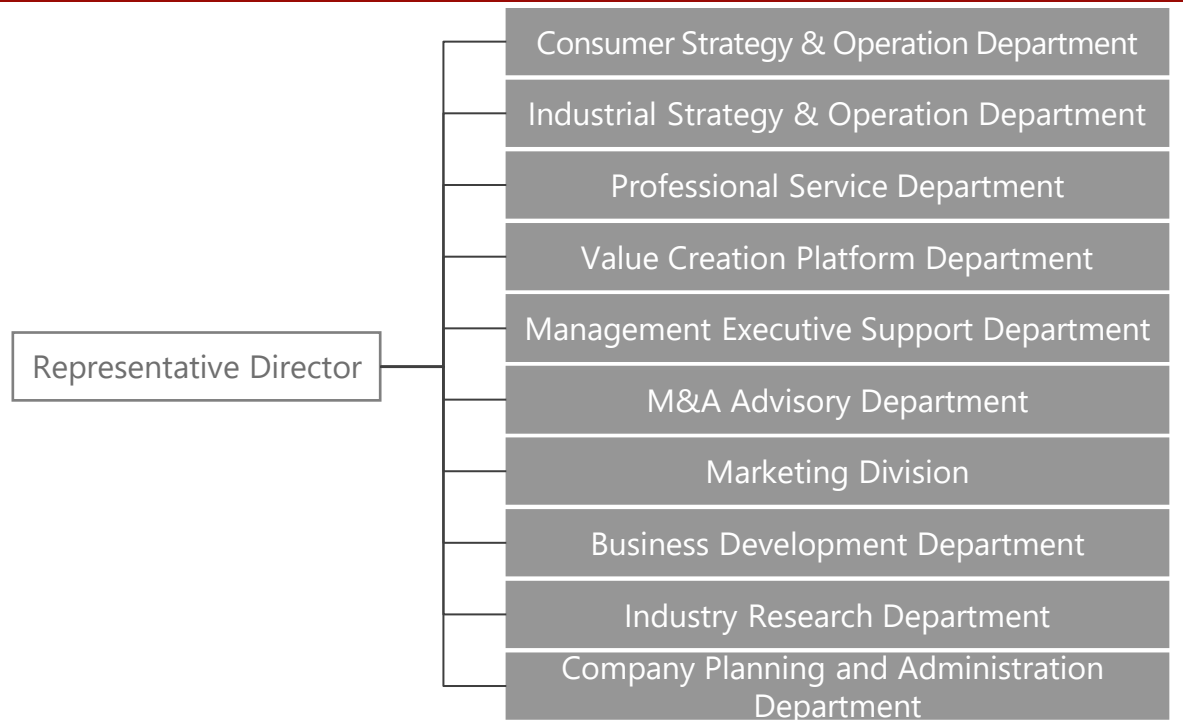 Consumer Strategy & Operation Department
Industrial Strategy & Operation Department
Professional Service Department
Value Creation Platform Department
Management Executive Support Department
Representative Director
M&A Advisory Department
Marketing Division
Business Development Department
Industry Research Department
Company Planning and Administration
Department